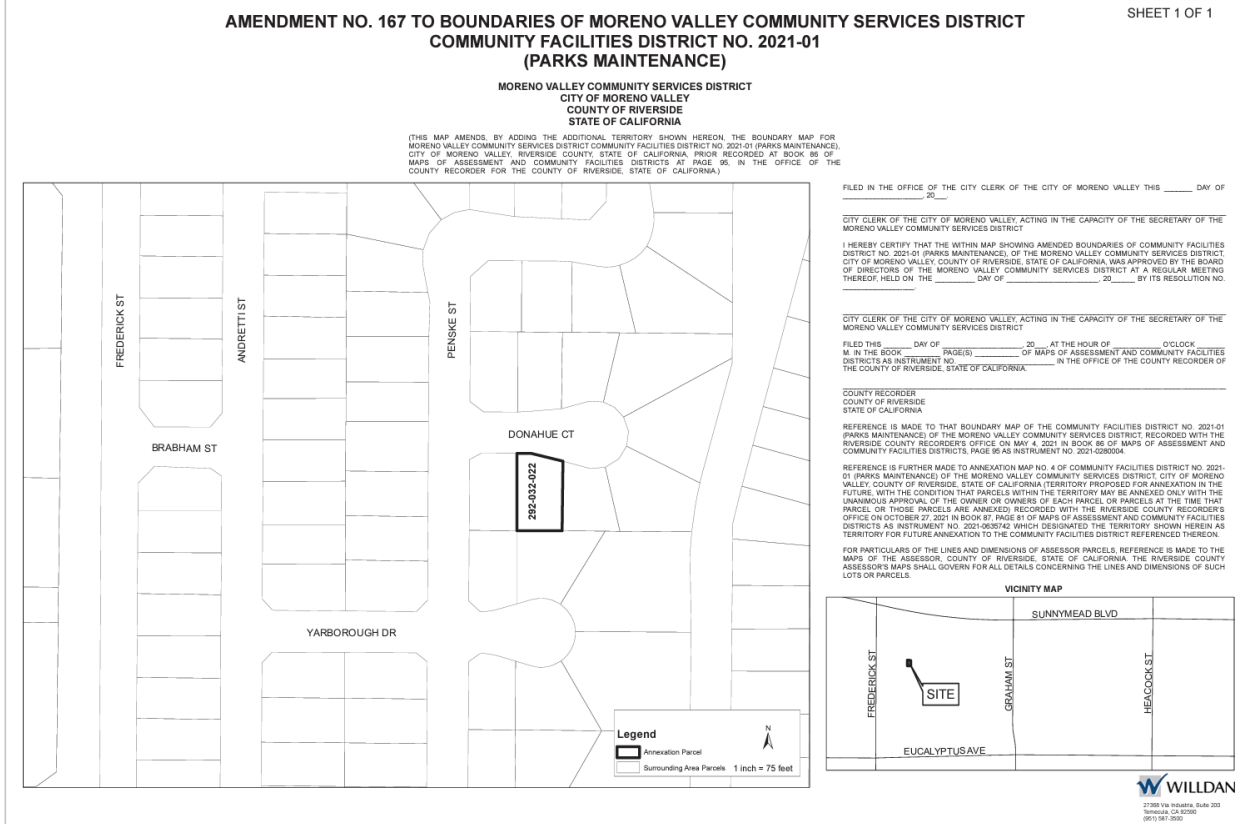 SHEET 1 OF 1
AMENDMENT NO. 167 TO BOUNDARIES OF MORENO VALLEY COMMUNITY SERVICES DISTRICT
COMMUNITY FACILITIES DISTRICT NO. 2021-01
(PARKS MAINTENANCE)
MORENO VALLEY COMMUNITY SERVICES DISTRICT
CITY OF MORENO VALLEY
COUNTY OF RIVERSIDE
STATE OF CALIFORNIA
(THIS MAP AMENDS, BY ADDING THE ADDITIONAL TERRITORY SHOWN HEREON, THE BOUNDARY MAP FOR
MORENO VALLEY COMMUNITY SERVICES DISTRICT COMMUNITY FACILITIES DISTRICT NO. 2021-01 (PARKS MAINTENANCE),
CITY OF MORENO VALLEY, RIVERSIDE COUNTY, STATE OF CALIFORNIA, PRIOR RECORDED AT BOOK 86 OF
MAPS OF ASSESSMENT AND COMMUNITY FACILITIES DISTRICTS AT PAGE 95, IN THE OFFICE OF THE
COUNTY RECORDER FOR THE COUNTY OF RIVERSIDE, STATE OF CALIFORNIA.)
FREDERICK ST
ANDRETTI ST
PENSKE ST
BRABHAM ST
DONAHUE CT
292-032-022
YARBOROUGH DR
Legend
Annexation Parcel
Surrounding Area Parcels
N
1 inch = 75 feet
FILED IN THE OFFICE OF THE CITY CLERK OF THE CITY OF MORENO VALLEY THIS _______ DAY OF
____________________, 20___.
CITY CLERK OF THE CITY OF MORENO VALLEY, ACTING IN THE CAPACITY OF THE SECRETARY OF THE
MORENO VALLEY COMMUNITY SERVICES DISTRICT
I HEREBY CERTIFY THAT THE WITHIN MAP SHOWING AMENDED BOUNDARIES OF COMMUNITY FACILITIES
DISTRICT NO. 2021-01 (PARKS MAINTENANCE), OF THE MORENO VALLEY COMMUNITY SERVICES DISTRICT,
CITY OF MORENO VALLEY, COUNTY OF RIVERSIDE, STATE OF CALIFORNIA, WAS APPROVED BY THE BOARD
OF DIRECTORS OF THE MORENO VALLEY COMMUNITY SERVICES DISTRICT AT A REGULAR MEETING
THEREOF, HELD ON THE __________ DAY OF _______________________, 20______ BY ITS RESOLUTION NO.
__________________.
CITY CLERK OF THE CITY OF MORENO VALLEY, ACTING IN THE CAPACITY OF THE SECRETARY OF THE
MORENO VALLEY COMMUNITY SERVICES DISTRICT
FILED THIS _______ DAY OF ____________________, 20___, AT THE HOUR OF ____________ O'CLOCK _______
M. IN THE BOOK _________ PAGE(S) ___________ OF MAPS OF ASSESSMENT AND COMMUNITY FACILITIES
DISTRICTS AS INSTRUMENT NO. ________________________ IN THE OFFICE OF THE COUNTY RECORDER OF
THE COUNTY OF RIVERSIDE, STATE OF CALIFORNIA.
COUNTY RECORDER
COUNTY OF RIVERSIDE
STATE OF CALIFORNIA
REFERENCE IS MADE TO THAT BOUNDARY MAP OF THE COMMUNITY FACILITIES DISTRICT NO. 2021-01
(PARKS MAINTENANCE) OF THE MORENO VALLEY COMMUNITY SERVICES DISTRICT, RECORDED WITH THE
RIVERSIDE COUNTY RECORDER'S OFFICE ON MAY 4, 2021 IN BOOK 86 OF MAPS OF ASSESSMENT AND
COMMUNITY FACILITIES DISTRICTS, PAGE 95 AS INSTRUMENT NO. 2021-0280004.
REFERENCE IS FURTHER MADE TO ANNEXATION MAP NO. 4 OF COMMUNITY FACILITIES DISTRICT NO. 2021-
01 (PARKS MAINTENANCE) OF THE MORENO VALLEY COMMUNITY SERVICES DISTRICT, CITY OF MORENO
VALLEY, COUNTY OF RIVERSIDE, STATE OF CALIFORNIA (TERRITORY PROPOSED FOR ANNEXATION IN THE
FUTURE, WITH THE CONDITION THAT PARCELS WITHIN THE TERRITORY MAY BE ANNEXED ONLY WITH THE
UNANIMOUS APPROVAL OF THE OWNER OR OWNERS OF EACH PARCEL OR PARCELS AT THE TIME THAT
PARCEL OR THOSE PARCELS ARE ANNEXED) RECORDED WITH THE RIVERSIDE COUNTY RECORDER'S
OFFICE ON OCTOBER 27, 2021 IN BOOK 87, PAGE 81 OF MAPS OF ASSESSMENT AND COMMUNITY FACILITIES
DISTRICTS AS INSTRUMENT NO. 2021-0635742 WHICH DESIGNATED THE TERRITORY SHOWN HEREIN AS
TERRITORY FOR FUTURE ANNEXATION TO THE COMMUNITY FACILITIES DISTRICT REFERENCED THEREON.
FOR PARTICULARS OF THE LINES AND DIMENSIONS OF ASSESSOR PARCELS, REFERENCE IS MADE TO THE
MAPS OF THE ASSESSOR, COUNTY OF RIVERSIDE, STATE OF CALIFORNIA. THE RIVERSIDE COUNTY
ASSESSOR'S MAPS SHALL GOVERN FOR ALL DETAILS CONCERNING THE LINES AND DIMENSIONS OF SUCH
LOTS OR PARCELS.
VICINITY MAP
SUNNYMEAD BLVD
FREDERICK ST
SITE
GRAHAM ST
HEACOCK ST
EUCALYPTUS AVE
WILLDAN
27368 Via Industria, Suite 200
Temecula, CA 92590
(951) 587-3500